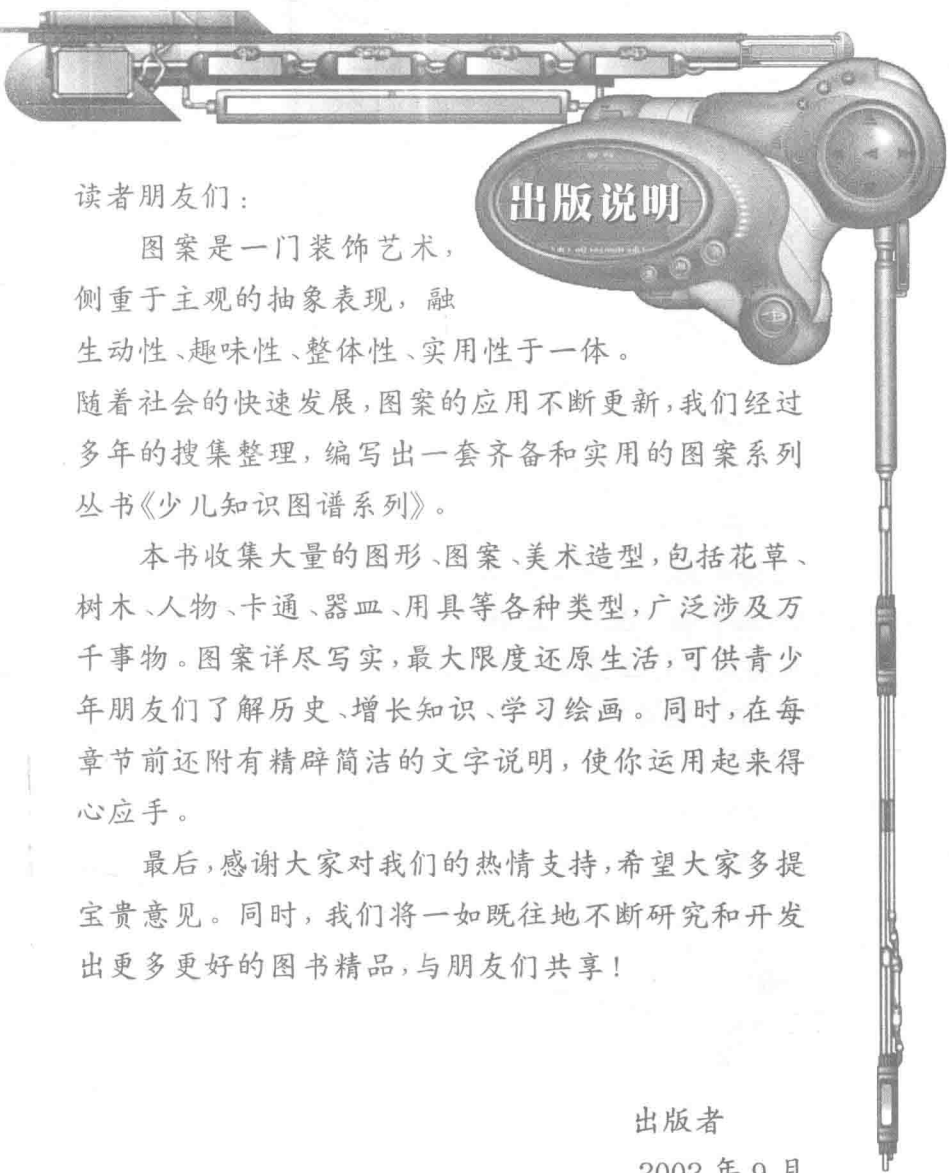 出版说明
读者朋友们：
图案是一门装饰艺术，
侧重于主观的抽象表现，融
生动性、趣味性、整体性、实用性于一体。
随着社会的快速发展，图案的应用不断更新，我们经过
多年的搜集整理，编写出一套齐备和实用的图案系列
丛书《少儿知识图谱系列》。
本书收集大量的图形、图案、美术造型，包括花草、
树木、人物、卡通、器皿、用具等各种类型，广泛涉及万
千事物。图案详尽写实，最大限度还原生活，可供青少
年朋友们了解历史、增长知识、学习绘画。同时，在每
章节前还附有精辟简洁的文字说明，使你运用起来得
心应手。
最后，感谢大家对我们的热情支持，希望大家多提
宝贵意见。同时，我们将一如既往地不断研究和开发
出更多更好的图书精品，与朋友们共享！
出版者
2002 年 9 月